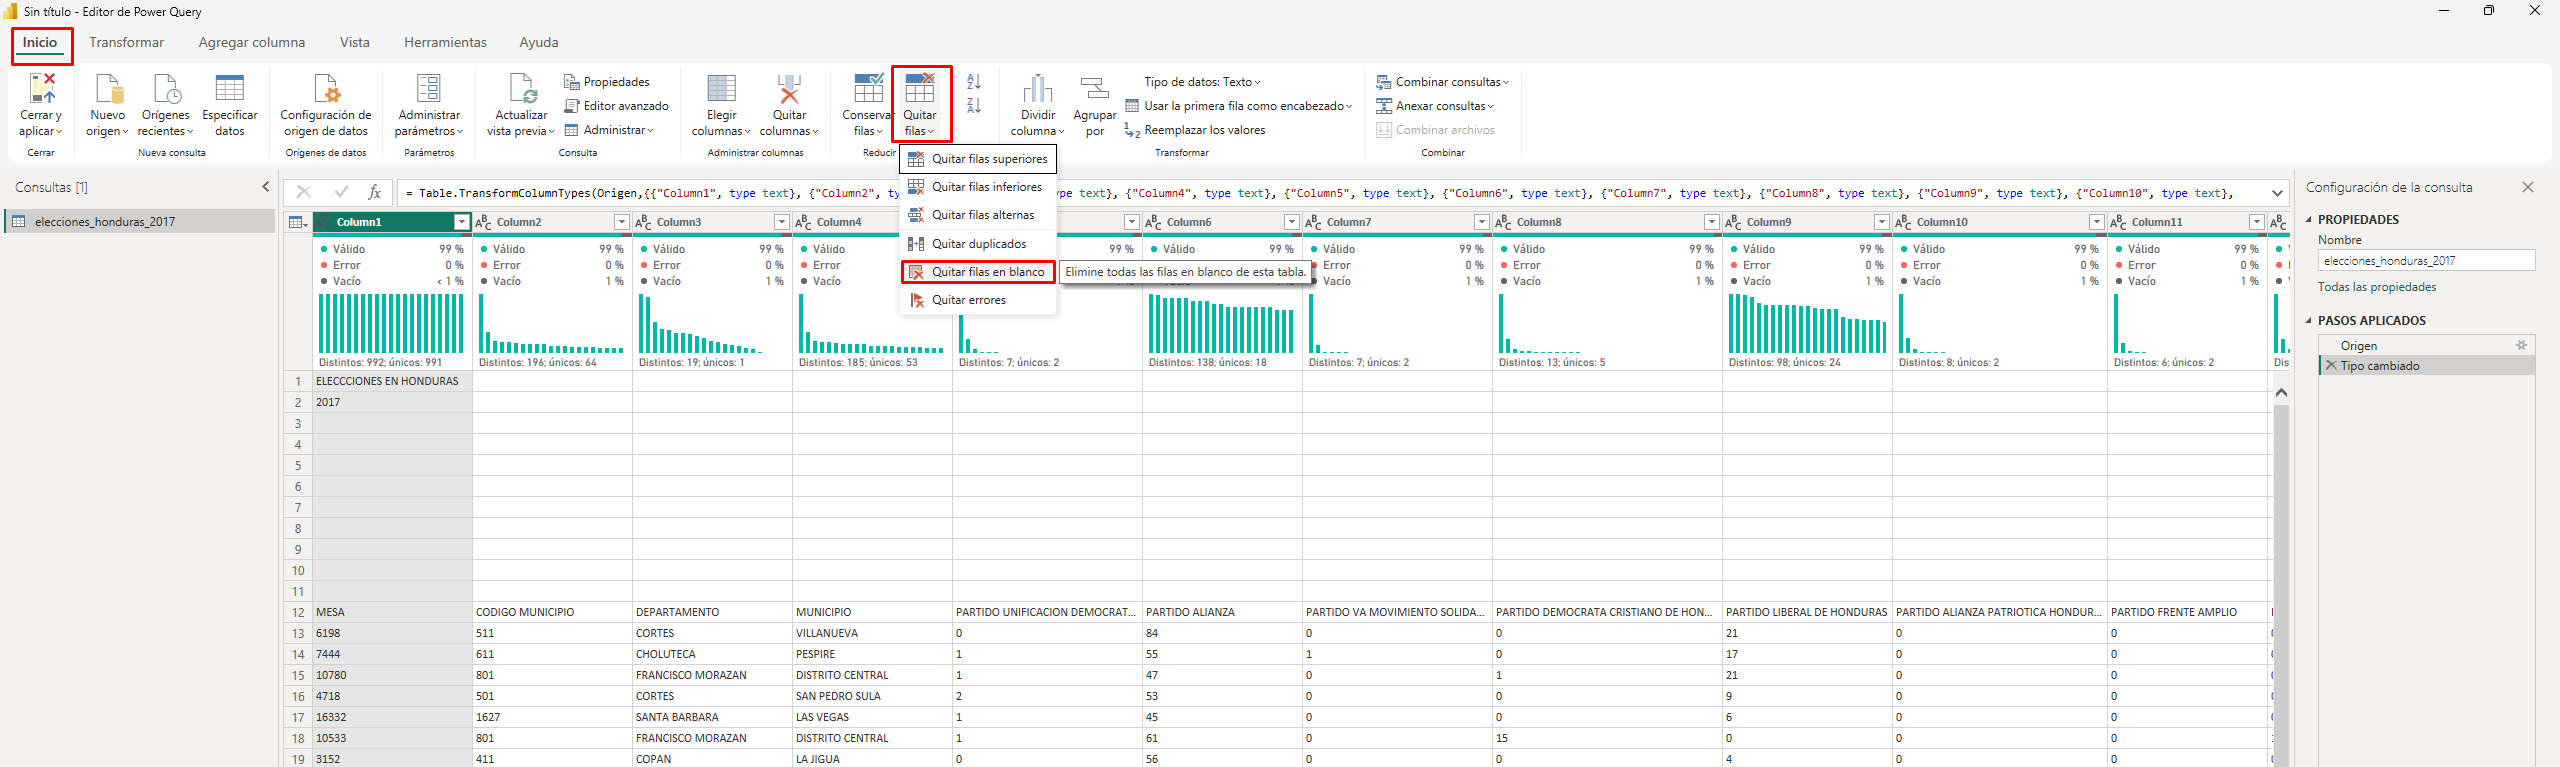 Sin título - Editor de Power Query
Inicio Transformar Agregar columna Vista Herramientas Ayuda
Cerrar y aplicar
Nuevo origen
Orígenes recientes
Especificar datos
Configuración de origen de datos
Administrar parámetros
Actualizar vista previa
Propiedades
Editor avanzado
Administrar
Elegir columnas
Quitar columnas
Conservar filas
Quitar filas
Dividir columna
Agrupar por
Tipo de datos: Texto
Usar la primera fila como encabezado
Reemplazar los valores
Combinar consultas
Anexar consultas
Combinar archivos
Cerrar Nueva consulta Orígenes de datos Parámetros Consulta Administrar columnas Reducir Transformar Combinar
Quitar filas superiores
Quitar filas inferiores
Quitar filas alternas
Quitar duplicados
Quitar filas en blanco
Elimine todas las filas en blanco de esta tabla.
Quitar errores
Consultas [1]
elecciones_honduras_2017
= Table.TransformColumnTypes(Origen,{{"Column1", type text}, {"Column2", ty pe text}, {"Column4", type text}, {"Column5", type text}, {"Column6", type text}, {"Column7", type text}, {"Column8", type text}, {"Column9", type text}, {"Column10", type text},
Column1 Column2 Column3 Column4 Column6 Column7 Column8 Column9 Column10 Column11
Válido 99 % Válido 99 % Válido 99 % Válido 99 % Válido 99 % Válido 99 % Válido 99 % Válido 99 % Válido 99 % Válido 99 %
Error 0 % Error 0 % Error 0 % Error 0 % Error 0 % Error 0 % Error 0 % Error 0 % Error 0 %
Vacío < 1 % Vacío 1 % Vacío 1 % Vacío 1 % Vacío 1 % Vacío 1 % Vacío 1 % Vacío 1 % Vacío 1 %
Distintos: 992; únicos: 991 Distintos: 196; únicos: 64 Distintos: 19; únicos: 1 Distintos: 185; únicos: 53 Distintos: 7; únicos: 2 Distintos: 138; únicos: 18 Distintos: 7; únicos: 2 Distintos: 13; únicos: 5 Distintos: 98; únicos: 24 Distintos: 8; únicos: 2 Distintos: 6; únicos: 2 Dis
1 ELECCCIONES EN HONDURAS
2 2017
3
4
5
6
7
8
9
10
11
12 MESA CODIGO MUNICIPIO DEPARTAMENTO MUNICIPIO PARTIDO UNIFICACION DEMOCRAT... PARTIDO ALIANZA PARTIDO VA MOVIMIENTO SOLIDA... PARTIDO DEMOCRATA CRISTIANO DE HON... PARTIDO LIBERAL DE HONDURAS PARTIDO ALIANZA PATRIOTICA HONDUR... PARTIDO FRENTE AMPLIO
13 6198 511 CORTES VILLANUEVA 0 84 0 0 21 0 0
14 7444 611 CHOLUTECA PESPIRE 1 55 1 0 17 0 0
15 10780 801 FRANCISCO MORAZAN DISTRITO CENTRAL 1 47 0 1 21 0 0
16 4718 501 CORTES SAN PEDRO SULA 2 53 0 0 9 0 0
17 16332 1627 SANTA BARBARA LAS VEGAS 1 45 0 0 6 0 0
18 10533 801 FRANCISCO MORAZAN DISTRITO CENTRAL 1 61 0 15 0 0 0
19 3152 411 COPAN LA JIGUA 0 56 0 0 4 0 0
Configuración de la consulta
PROPIEDADES
Nombre
elecciones_honduras_2017
Todas las propiedades
PASOS APLICADOS
Origen
Tipo cambiado